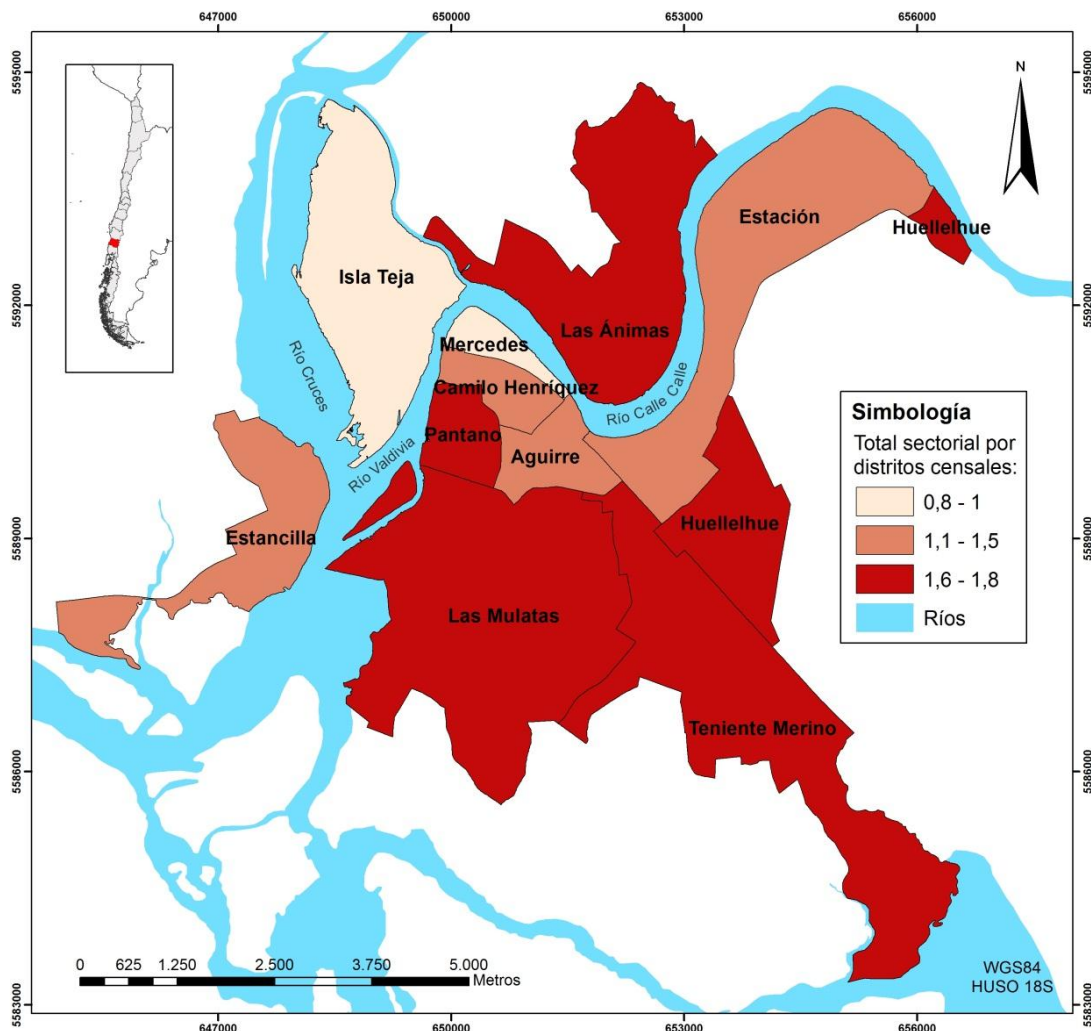 647000
650000
653000
656000
5595000
5595000
N
Estación
Huellelhue
Isla Teja
5592000
5592000
Las Ánimas
Mercedes
Río Cruces
Camilo Henríquez
Río Calle Calle
Pantano
Aguirre
Río Valdivia
Simbología
Total sectorial por
distritos censales:
0,8 - 1
1,1 - 1,5
1,6 - 1,8
Ríos
Estancilla
Huellelhue
5589000
5589000
Las Mulatas
Teniente Merino
5586000
5586000
0 625 1.250 2.500 3.750 5.000
Metros
WGS84
HUSO 18S
5583000
5583000
647000
650000
653000
656000